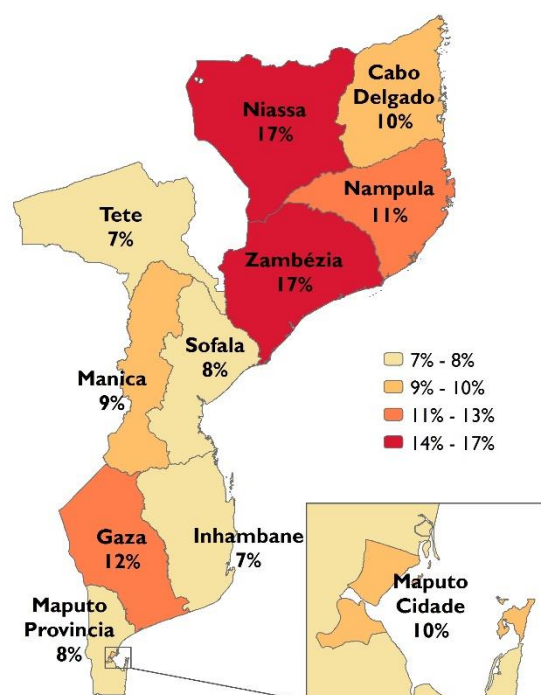 Cabo
Delgado
10%
Niassa
17%
Nampula
11%
Tete
7%
Zambézia
17%
Sofala
8%
Manica
9%
7% - 8%
9% - 10%
11% - 13%
14% - 17%
Gaza
12%
Inhambane
7%
Maputo
Provincia
8%
Maputo
Cidade
10%